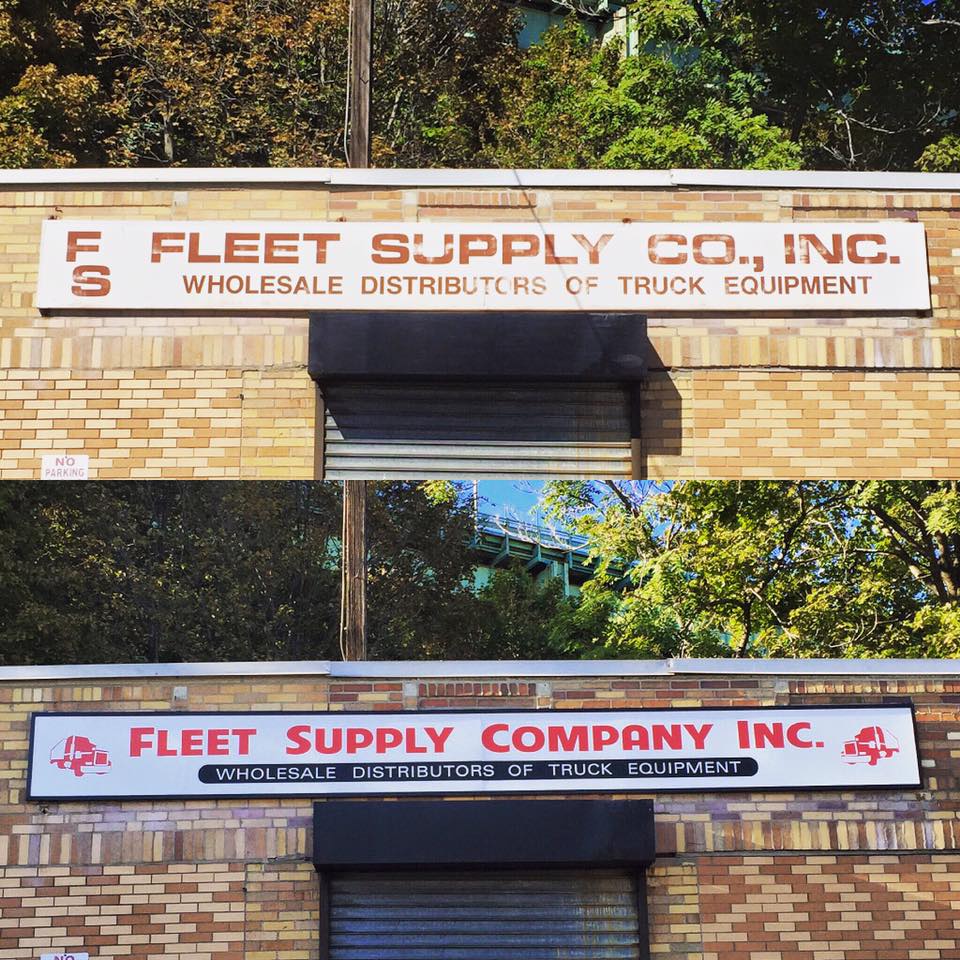 F FLEET SUPPLY CO., INC.
S WHOLESALE DISTRIBUTORS OF TRUCK EQUIPMENT
NO
PARKING
FLEET SUPPLY COMPANY INC.
WHOLESALE DISTRIBUTORS OF TRUCK EQUIPMENT
NO